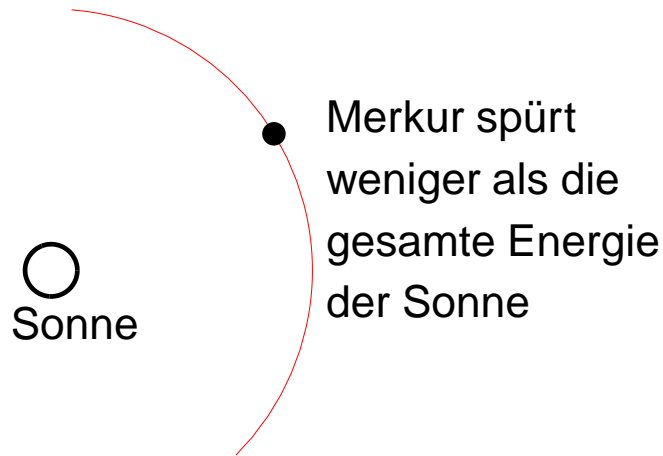 Merkur spürt
weniger als die
gesamte Energie
der Sonne
Sonne